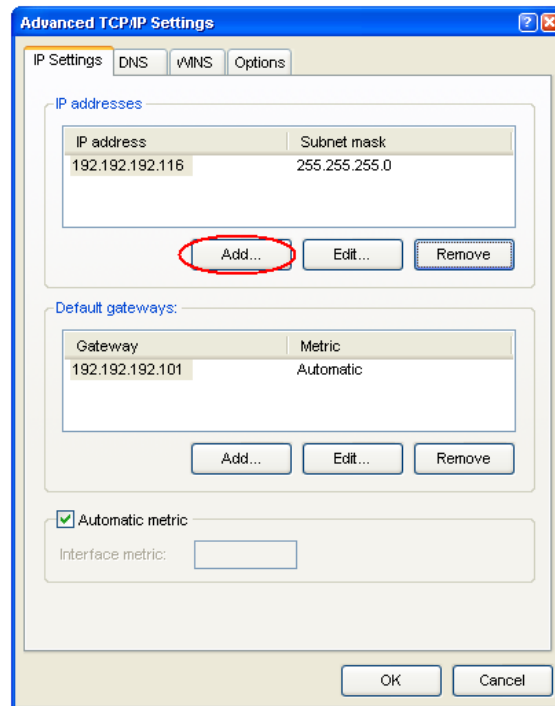 Advanced TCP/IP Settings
IP Settings DNS WINS Options
IP addresses
IP address Subnet mask
192.192.192.116 255.255.255.0
Add... Edit... Remove
Default gateways:
Gateway Metric
192.192.192.101 Automatic
Add... Edit... Remove
Automatic metric
Interface metric:
OK Cancel